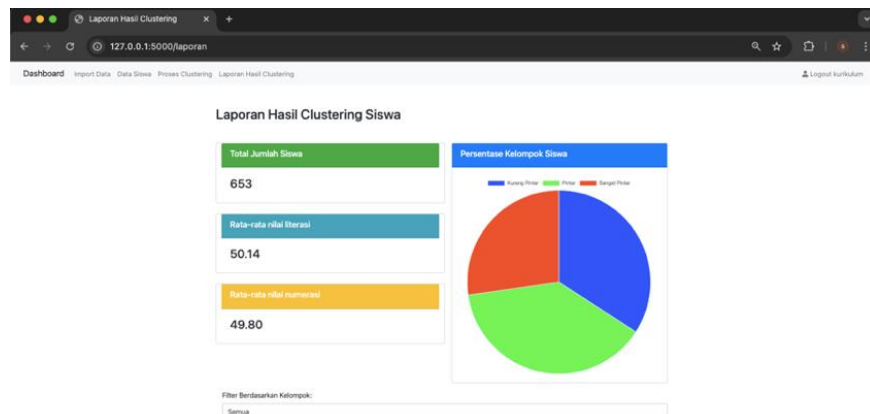 Laporan Hasil Clustering
127.0.0.1:5000/laporan
Dashboard Import Data Data Siswa Proses Clustering Laporan Hasil Clustering Logout kurikulum
Laporan Hasil Clustering Siswa
Total Jumlah Siswa
653
Rata-rata nilai literasi
50.14
Rata-rata nilai numerasi
49.80
Persentase Kelompok Siswa
Kurang Pintar Pintar Sangat Pintar
Filter Berdasarkan Kelompok:
Semua